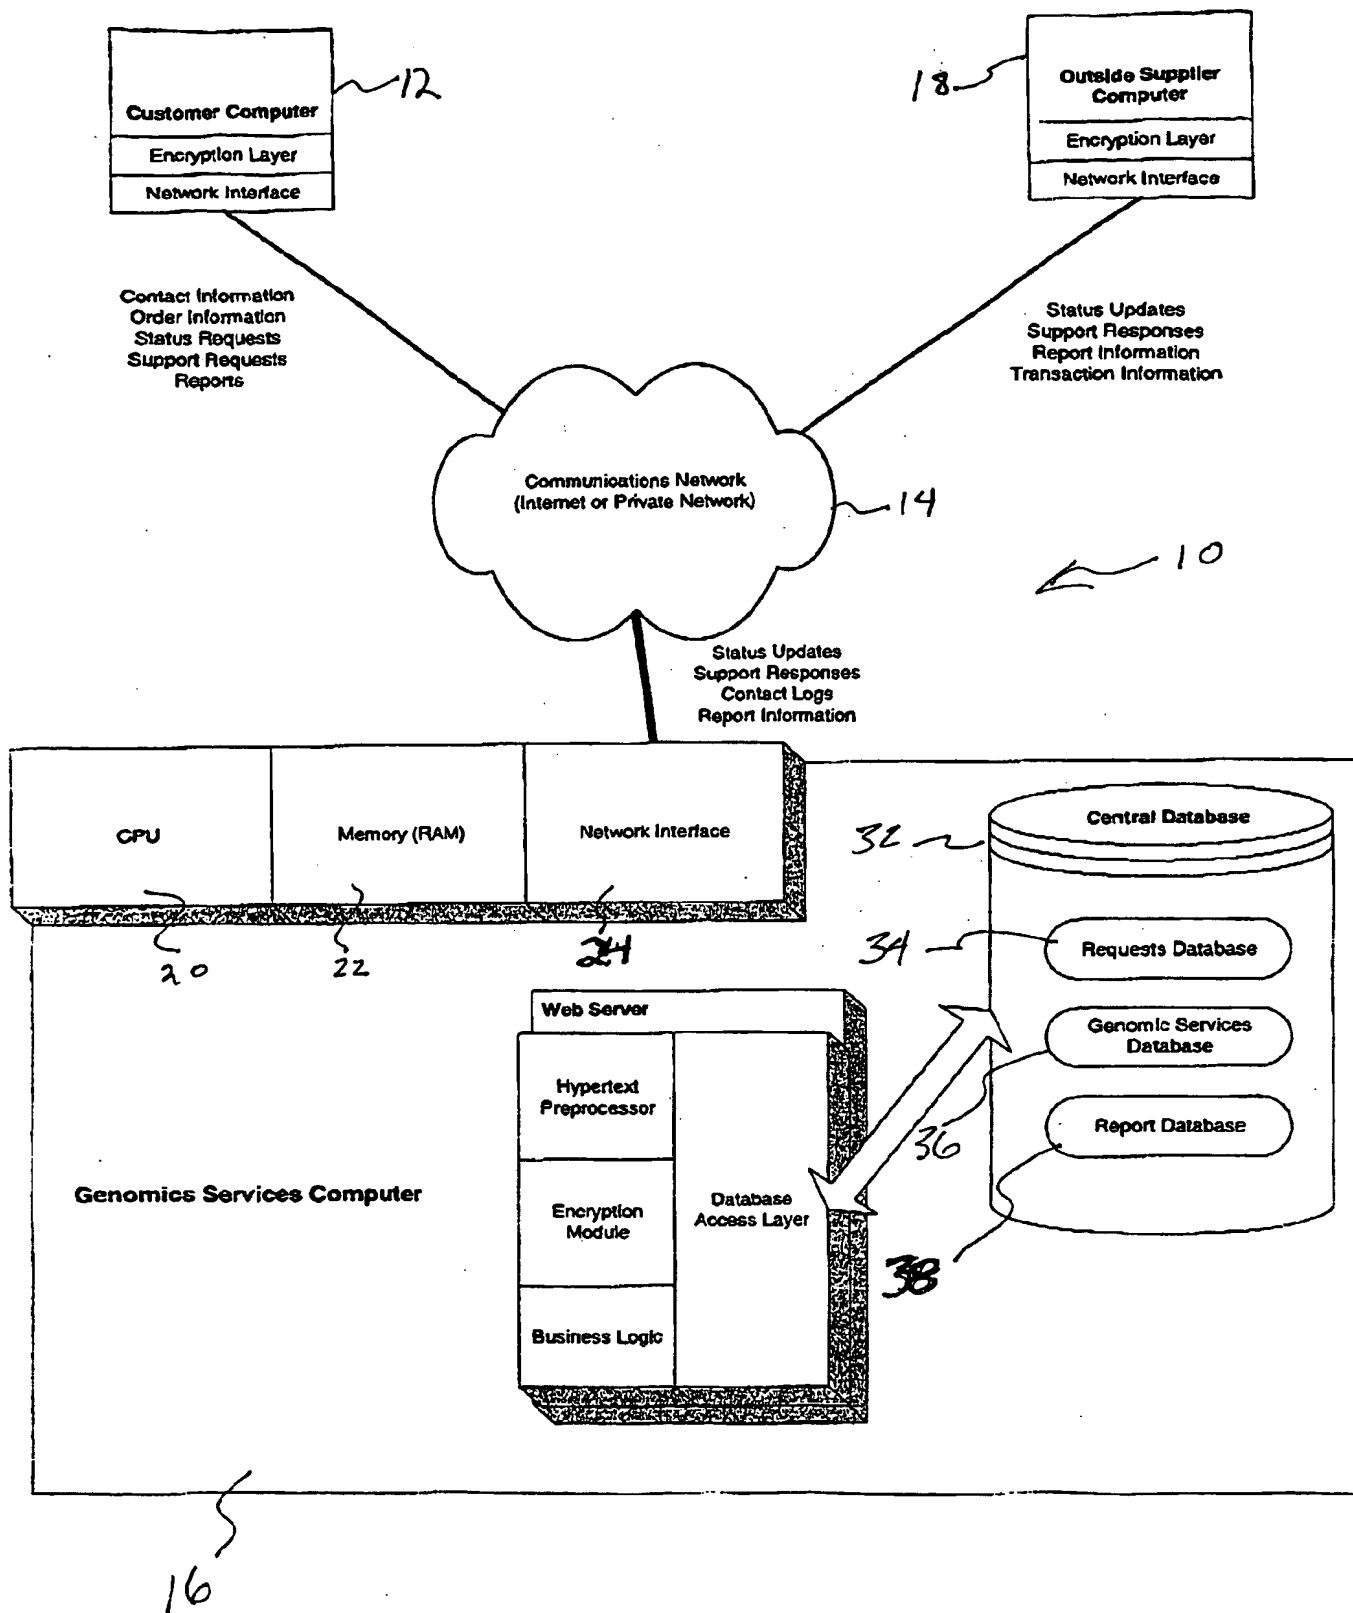 12
Customer Computer
Encryption Layer
Network Interface
18
Outside Supplier
Computer
Encryption Layer
Network Interface
Contact Information
Order Information
Status Requests
Support Requests
Reports
Status Updates
Support Responses
Report Information
Transaction Information
Communications Network
(Internet or Private Network)
14
10
Status Updates
Support Responses
Contact Logs
Report Information
CPU
Memory (RAM)
Network Interface
20
22
24
32
Central Database
34
Requests Database
36
Genomic Services
Database
38
Report Database
Web Server
Hypertext
Preprocessor
Encryption
Module
Business Logic
Database
Access Layer
Genomics Services Computer
16